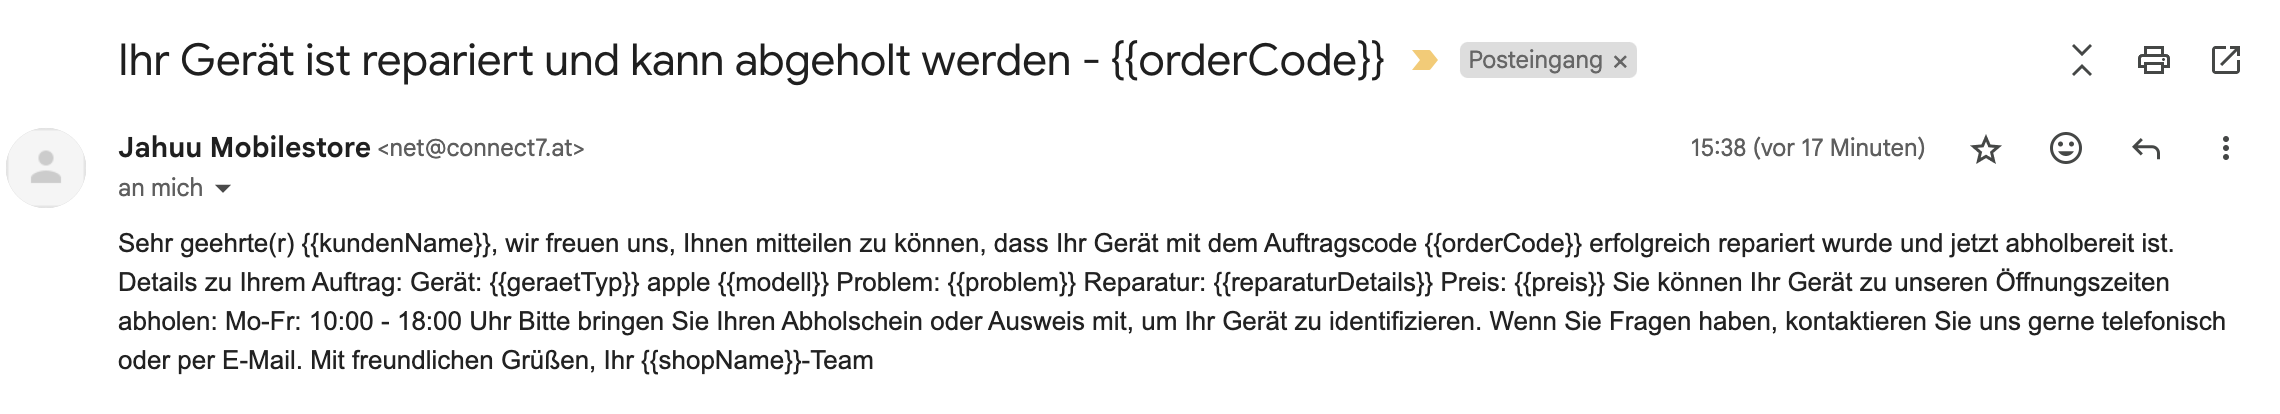 Ihr Gerät ist repariert und kann abgeholt werden - {{orderCode}} Posteingang ×
Jahuu Mobilestore <net@connect7.at> 15:38 (vor 17 Minuten)
an mich
Sehr geehrte(r) {{kundenName}}, wir freuen uns, Ihnen mitteilen zu können, dass Ihr Gerät mit dem Auftragscode {{orderCode}} erfolgreich repariert wurde und jetzt abholbereit ist.
Details zu Ihrem Auftrag: Gerät: {{geraetTyp}} apple {{modell}} Problem: {{problem}} Reparatur: {{reparaturDetails}} Preis: {{preis}} Sie können Ihr Gerät zu unseren Öffnungszeiten
abholen: Mo-Fr: 10:00 - 18:00 Uhr Bitte bringen Sie Ihren Abholschein oder Ausweis mit, um Ihr Gerät zu identifizieren. Wenn Sie Fragen haben, kontaktieren Sie uns gerne telefonisch
oder per E-Mail. Mit freundlichen Grüßen, Ihr {{shopName}}-Team